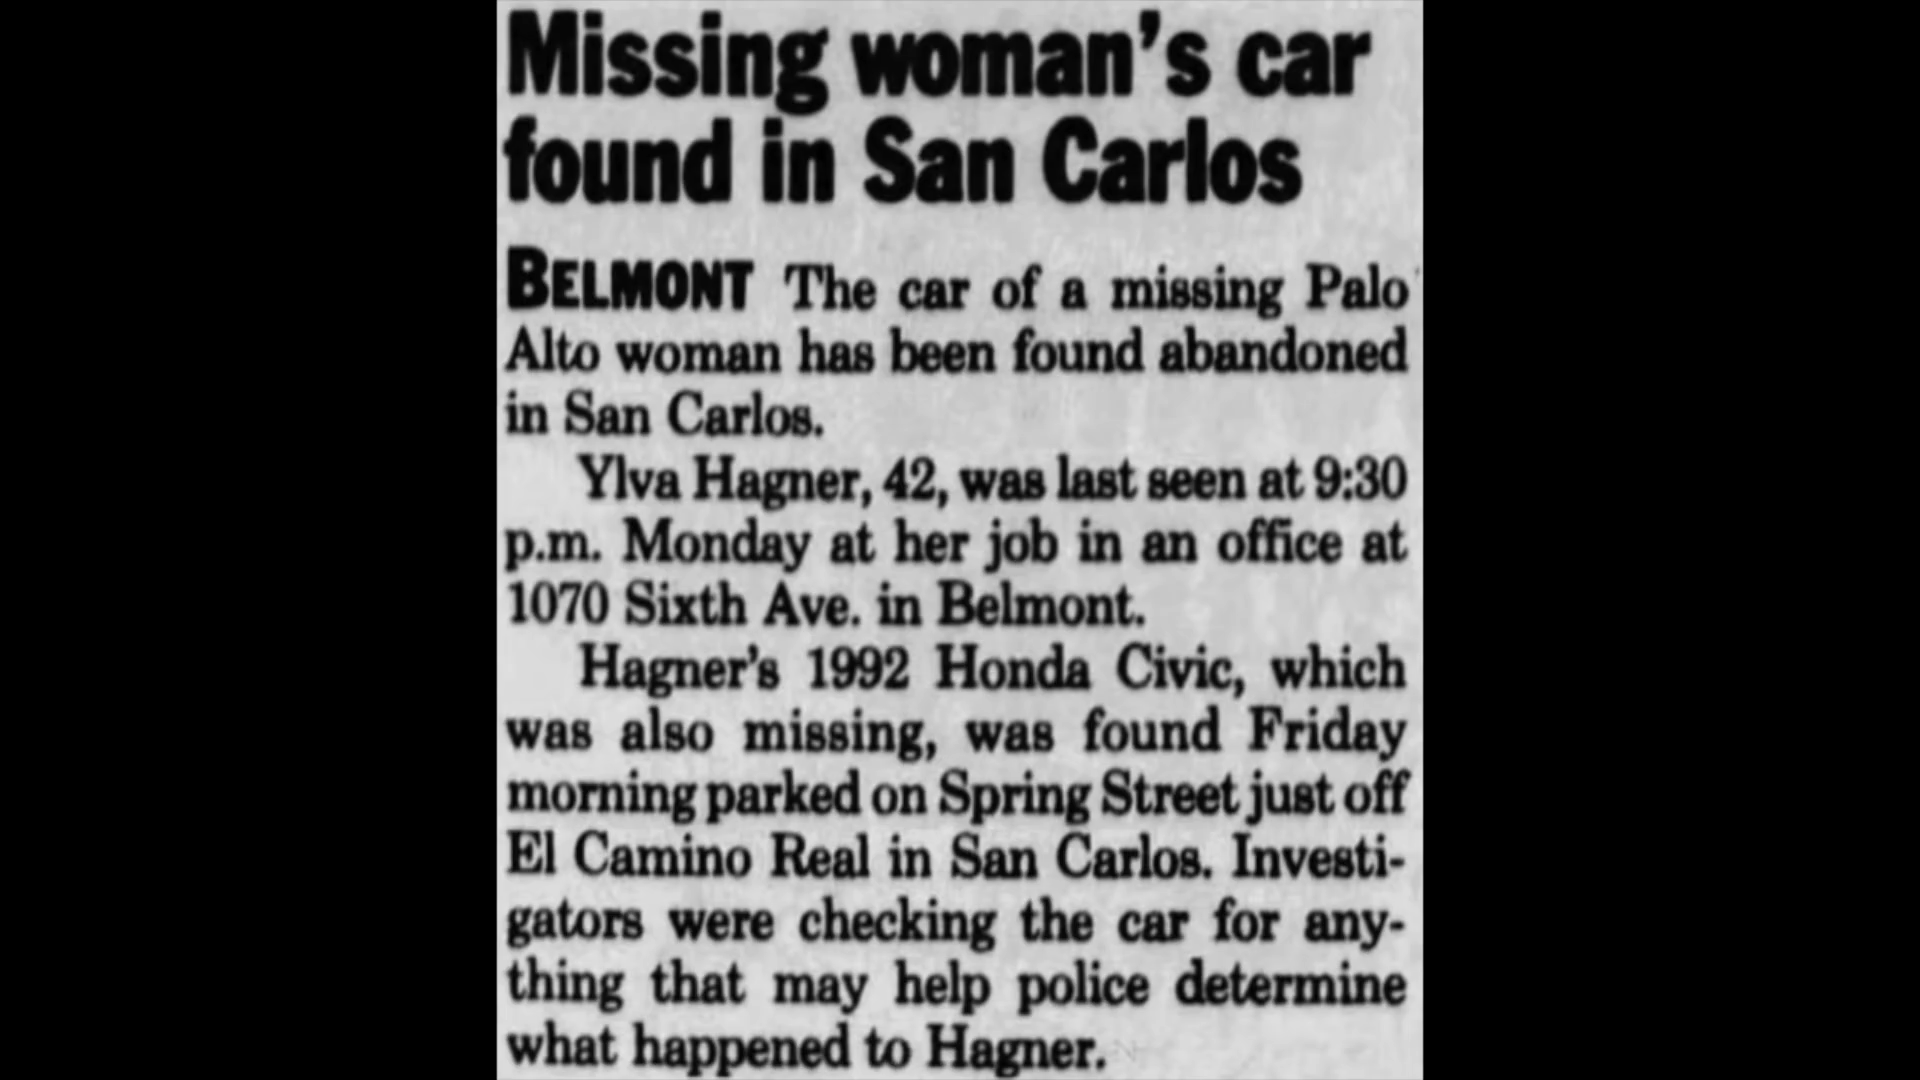 Missing woman's car
found in San Carlos
BELMONT The car of a missing Palo
Alto woman has been found abandoned
in San Carlos.
Ylva Hagner, 42, was last seen at 9:30
p.m. Monday at her job in an office at
1070 Sixth Ave. in Belmont.
Hagner's 1992 Honda Civic, which
was also missing, was found Friday
morning parked on Spring Street just off
El Camino Real in San Carlos. Investi-
gators were checking the car for any-
thing that may help police determine
what happened to Hagner.